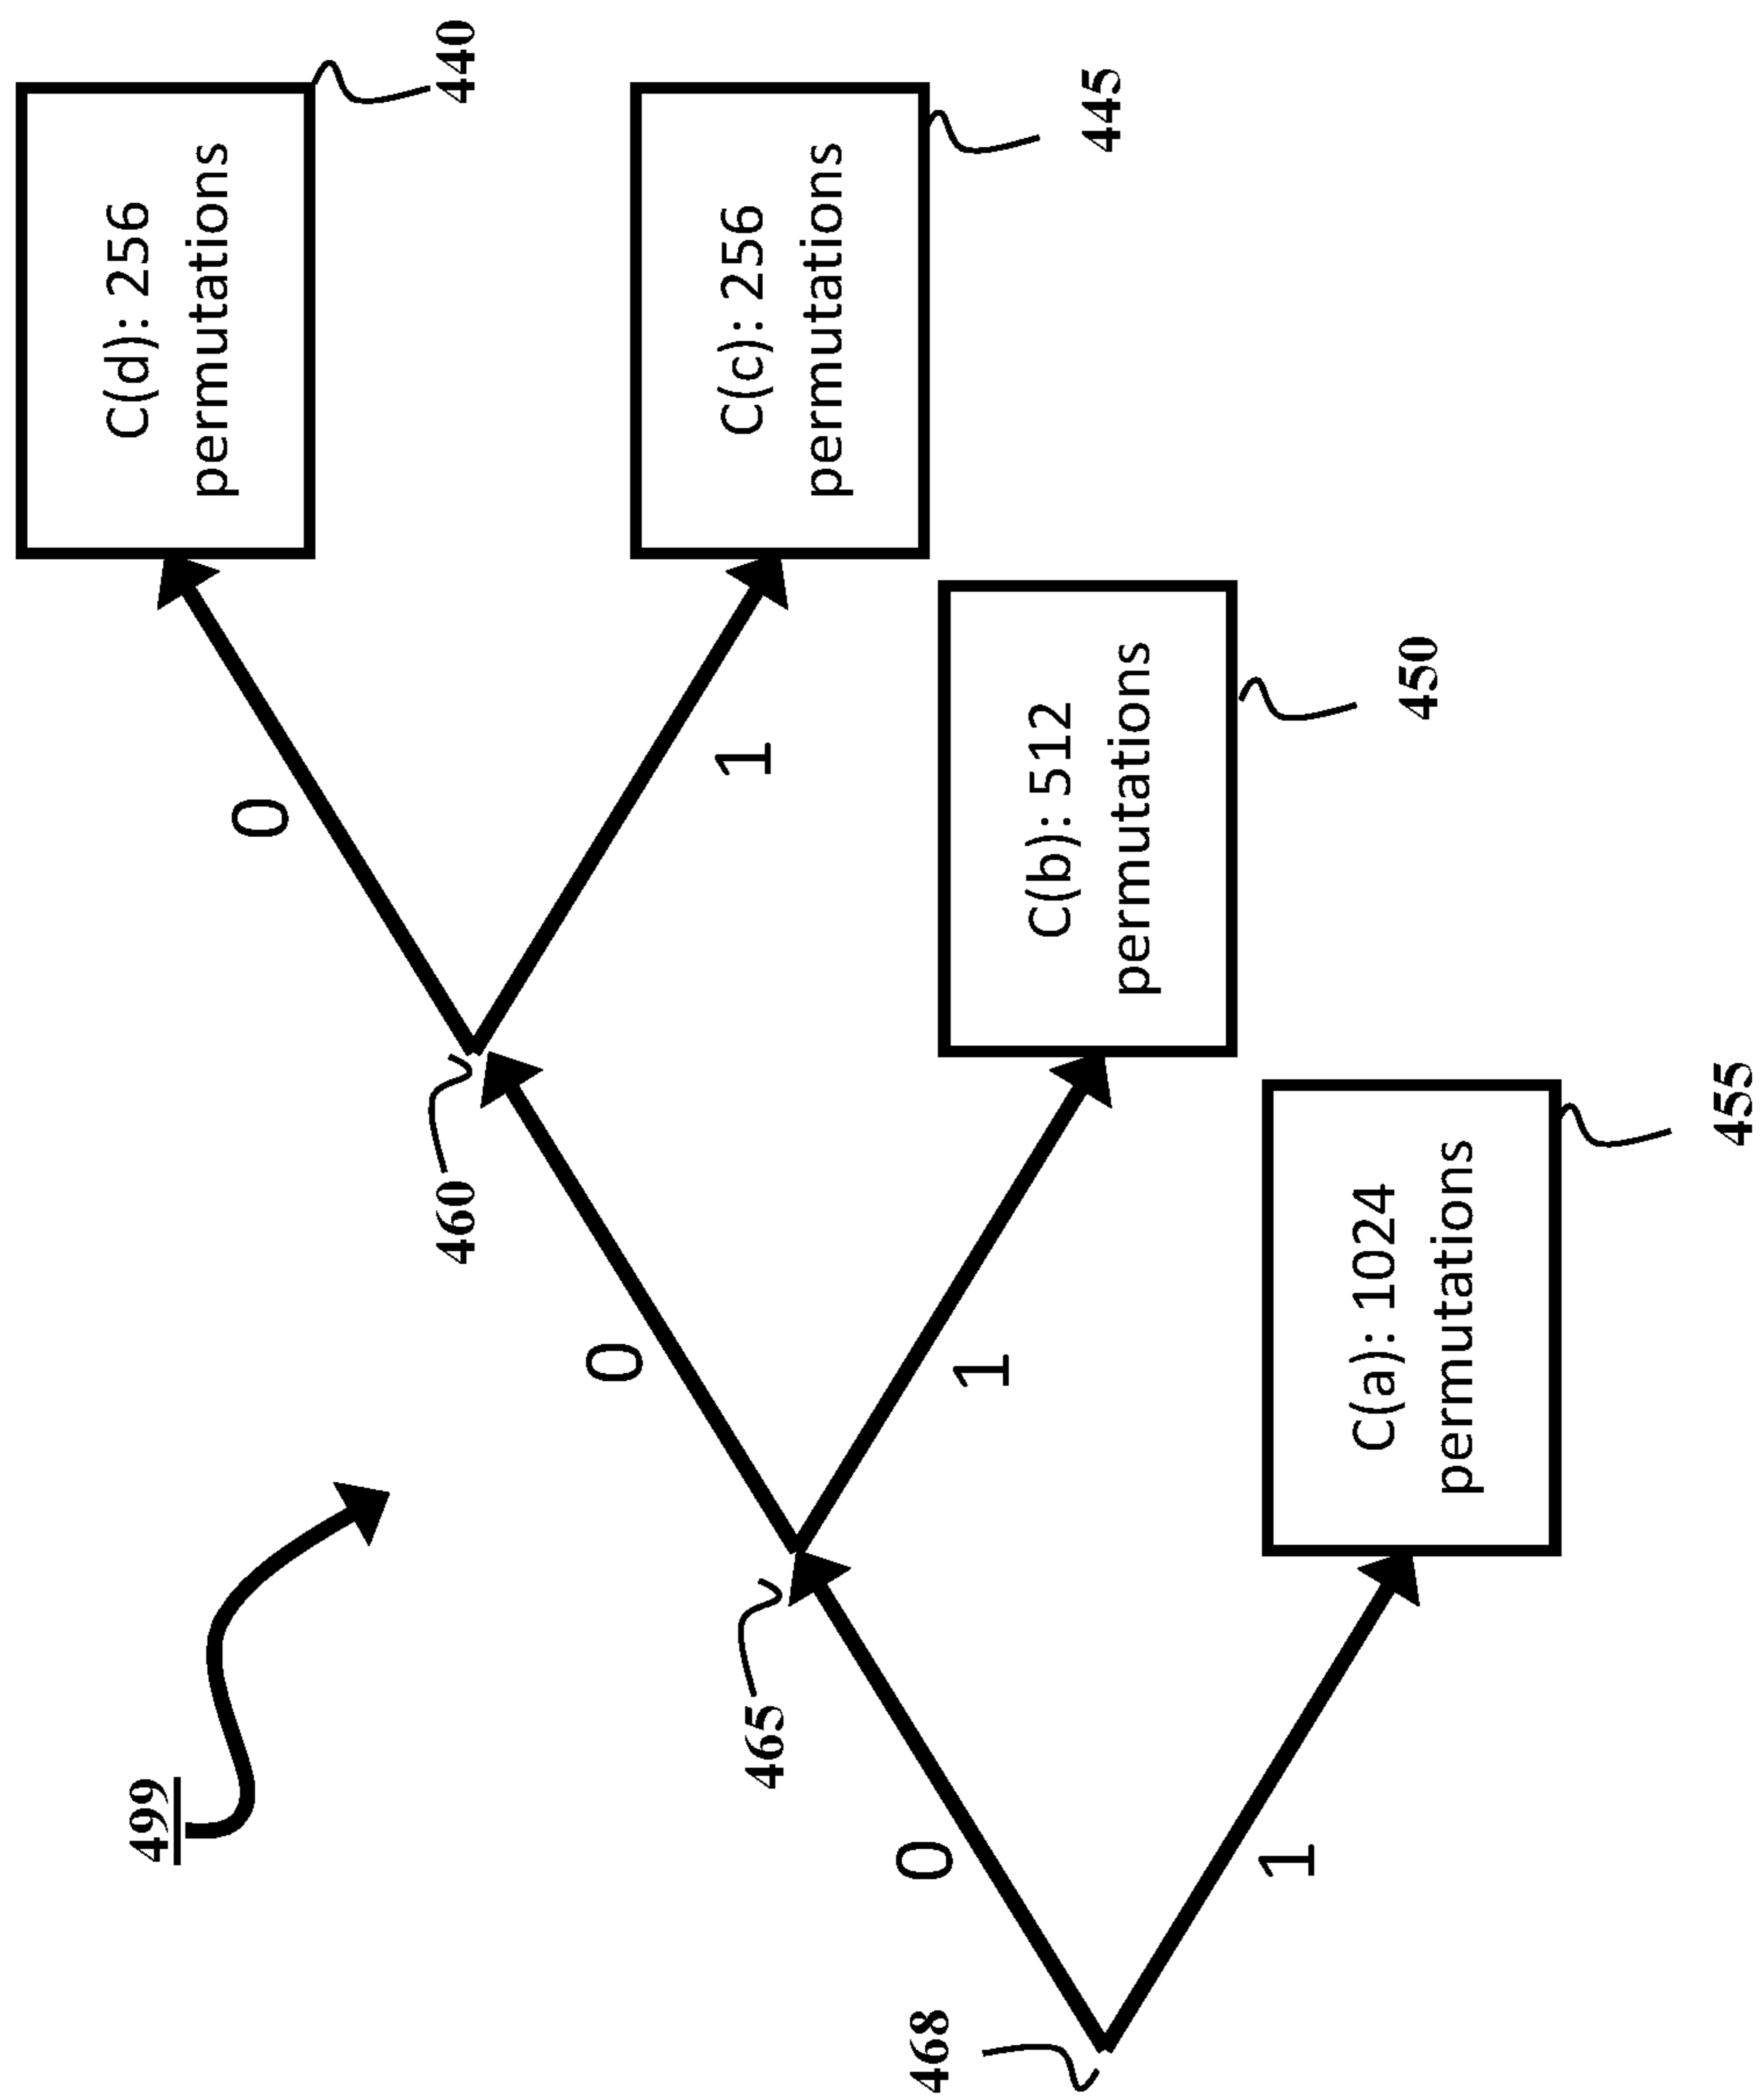 499
468
465
460
0
1
0
1
0
1
C(d): 256
permutations
440
C(c): 256
permutations
445
C(b): 512
permutations
450
C(a): 1024
permutations
455